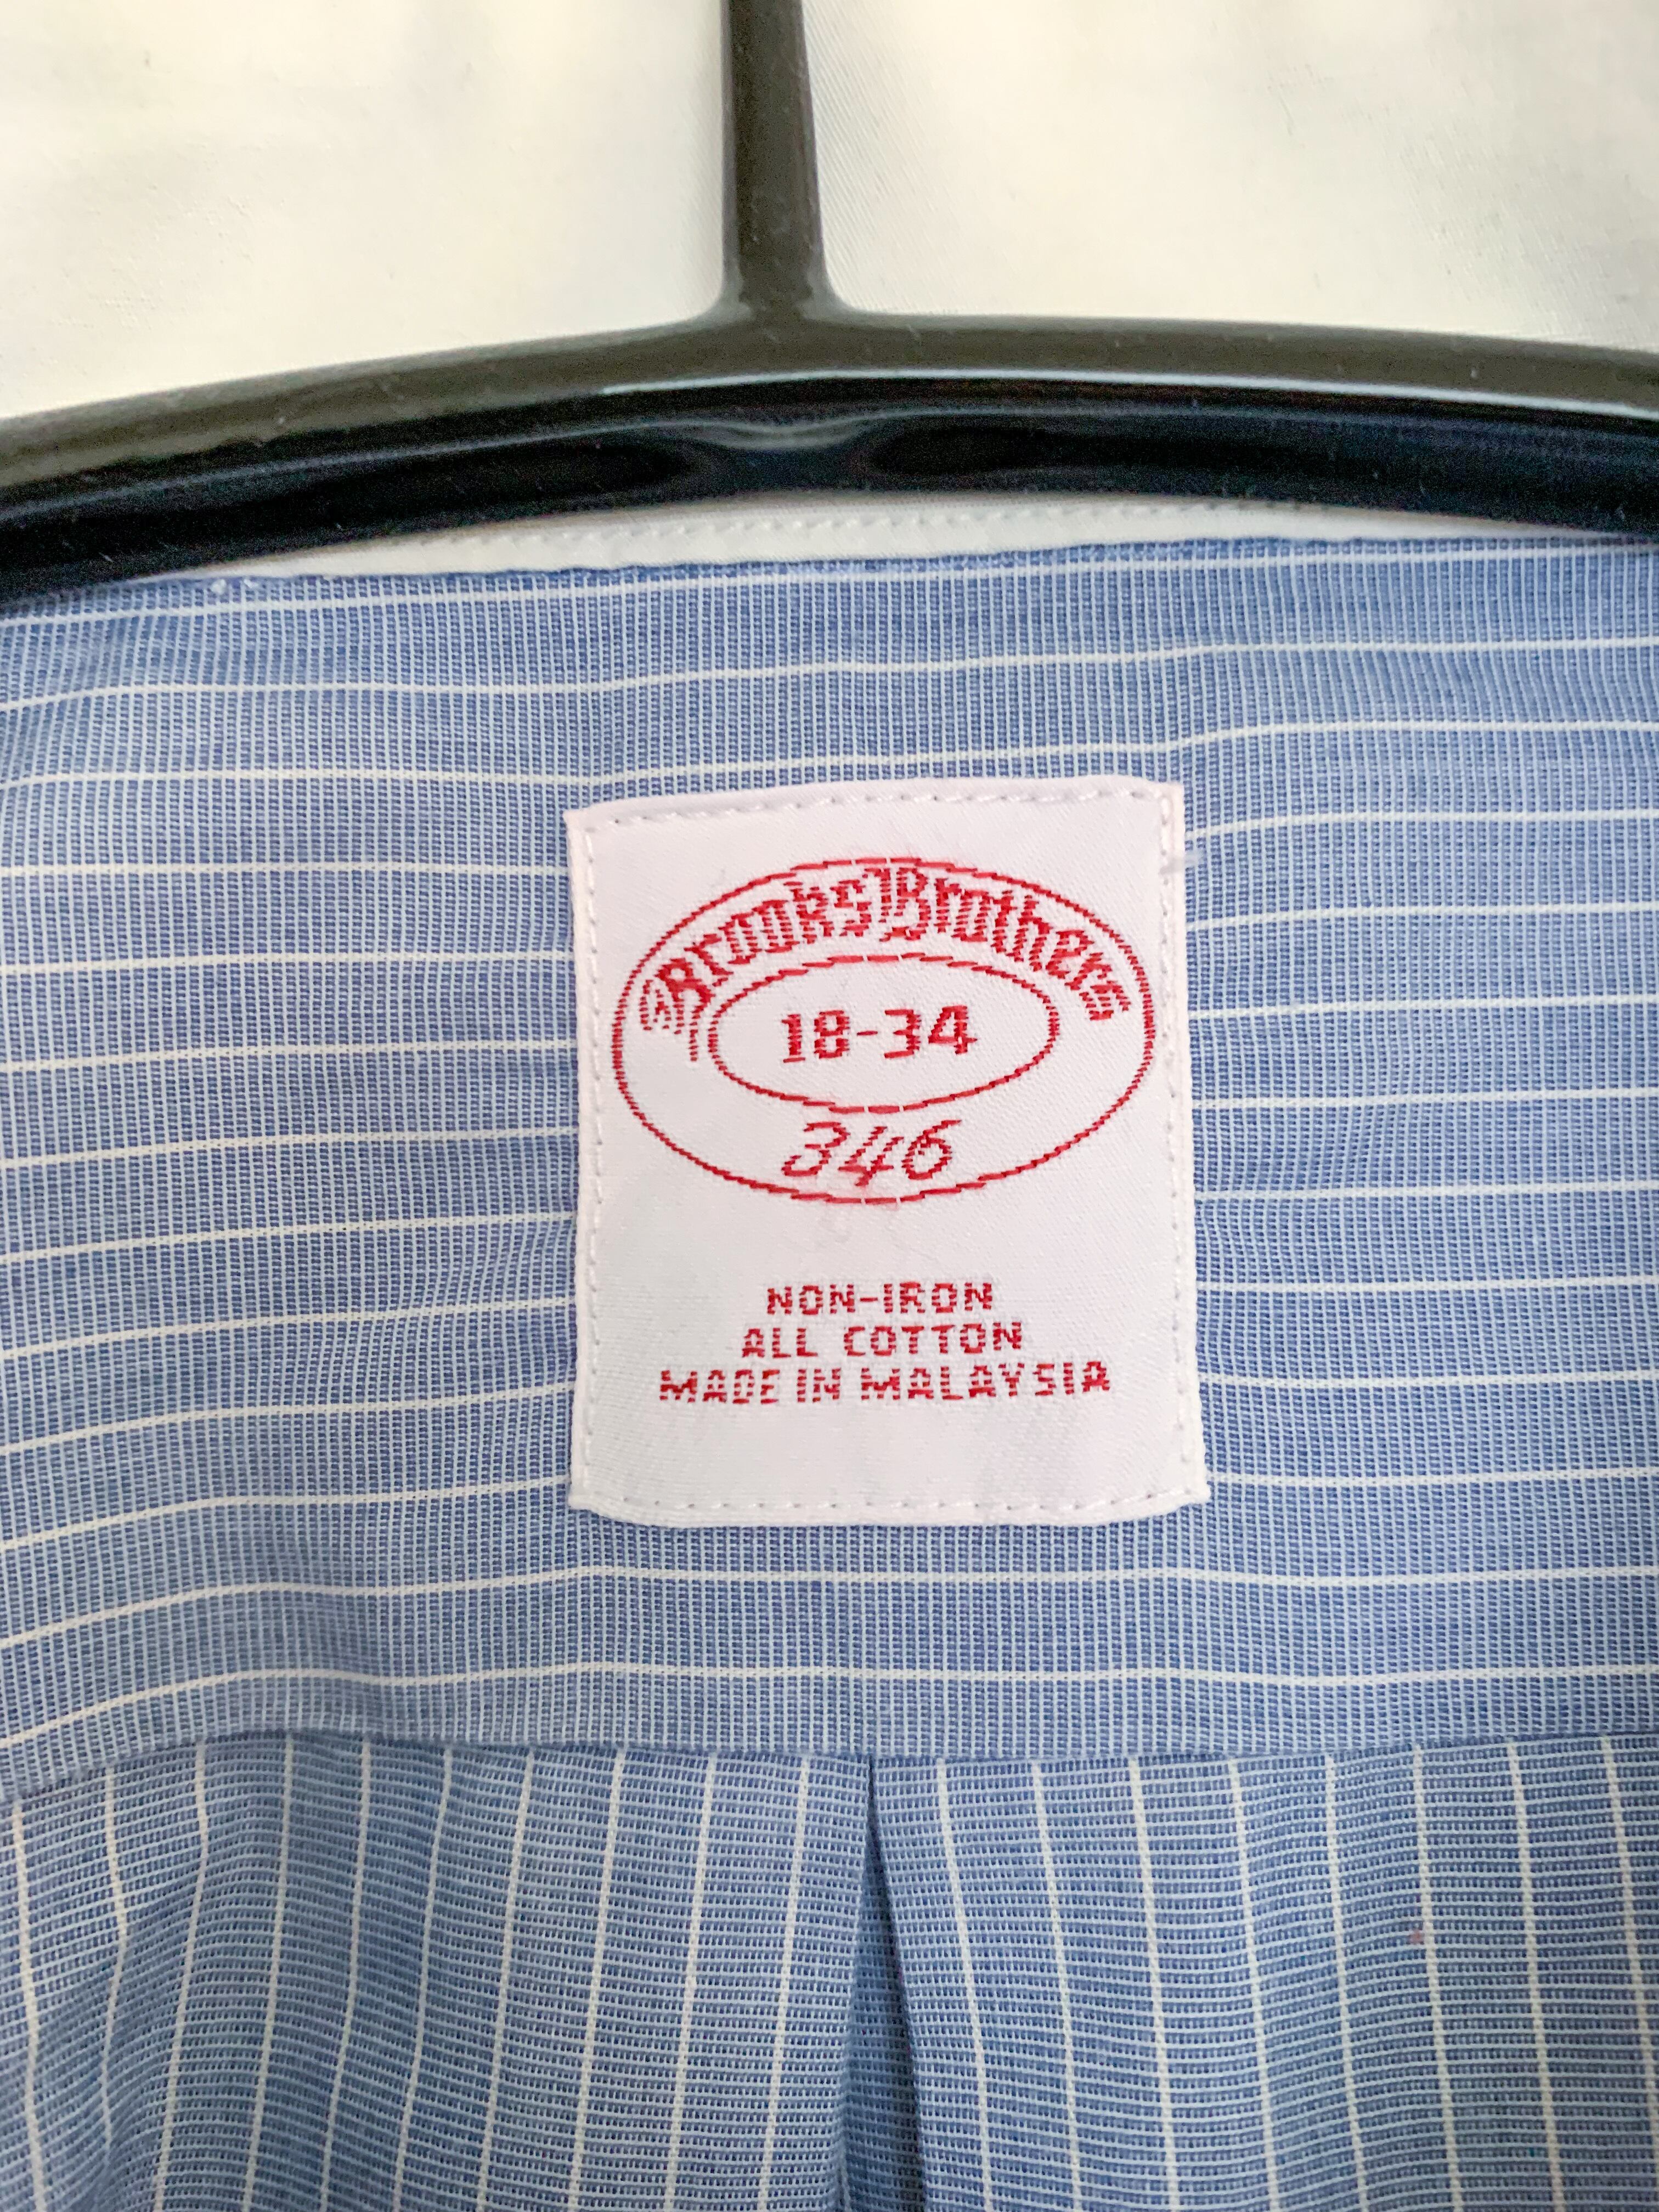 Brooks Brothers
18-34
346
NON-IRON
ALL COTTON
MADE IN MALAYSIA